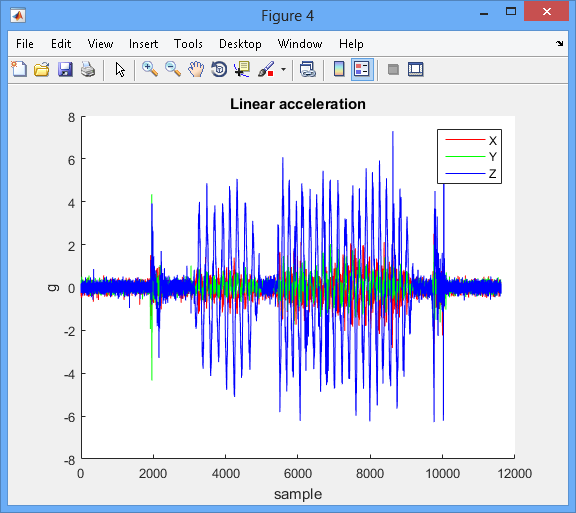 Figure 4
File Edit View Insert Tools Desktop Window Help
Linear acceleration
8
6
4
2
0
-2
-4
-6
-8
g
X
Y
Z
0 2000 4000 6000 8000 10000 12000
sample